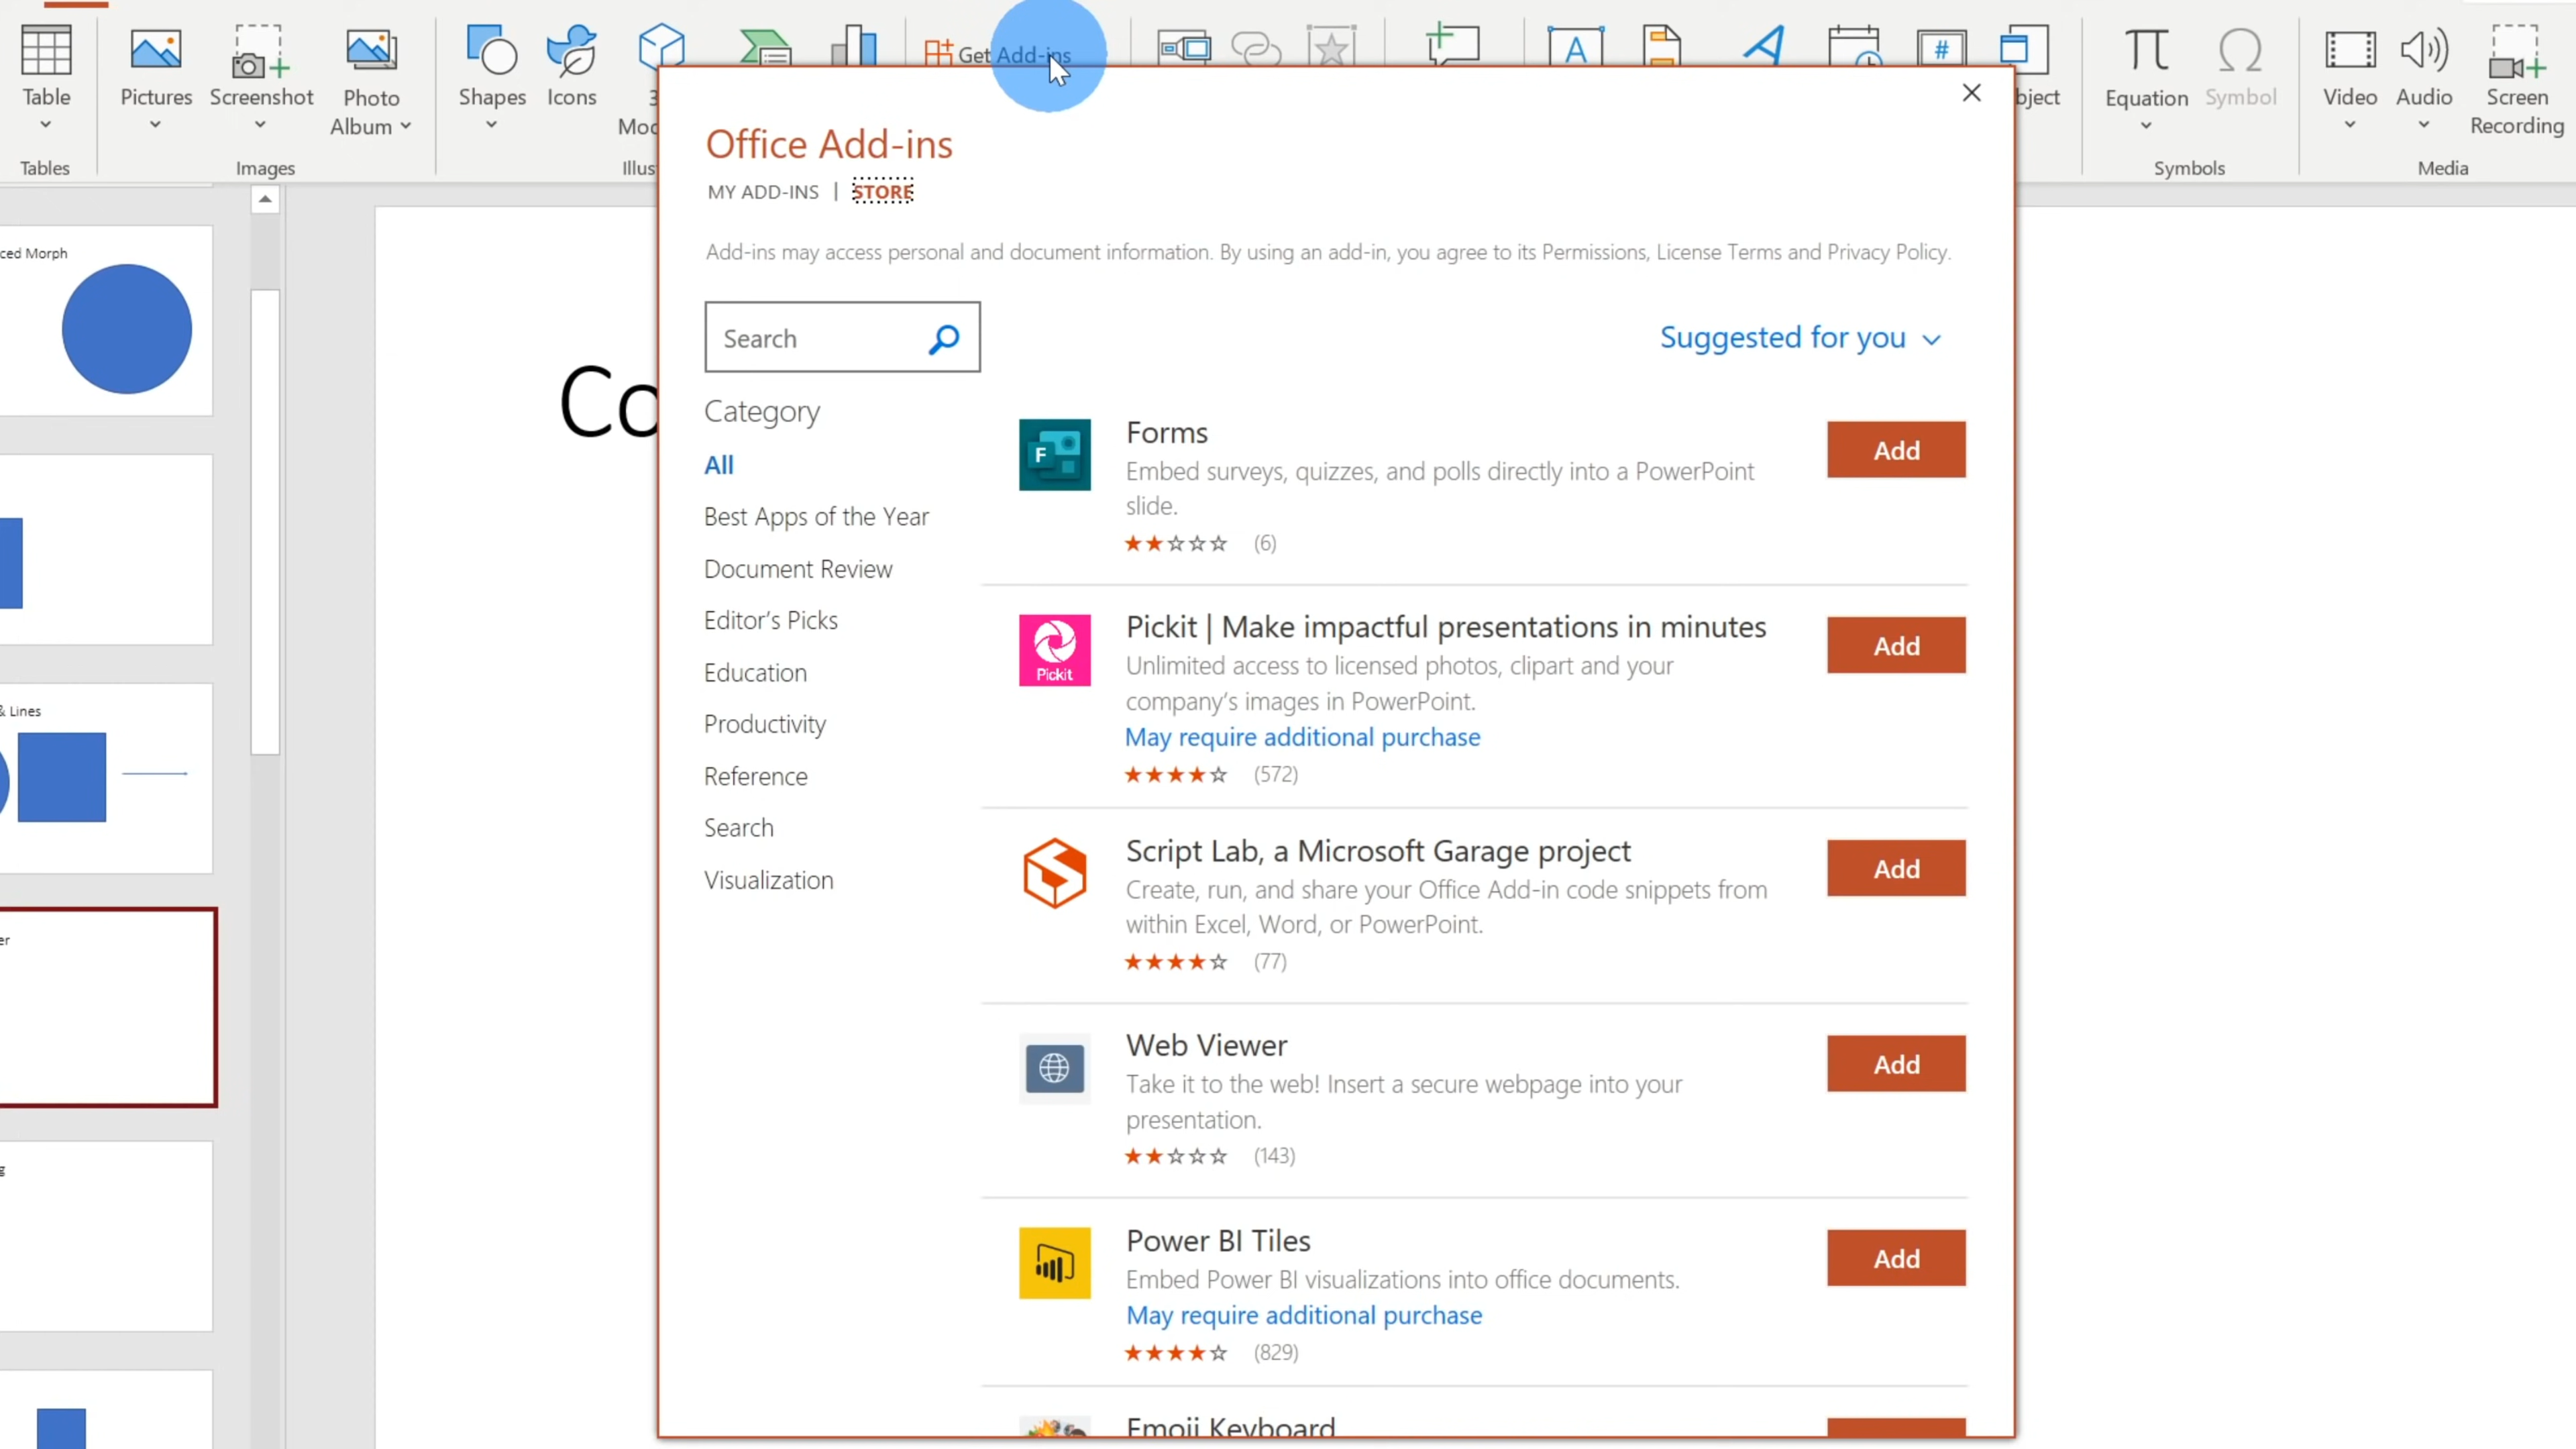 Table
Pictures
Screenshot
Photo
Album
Shapes
Icons
3
Get Add-ins
A
#
Equation
Symbol
Video
Audio
Screen
Recording
Tables
Images
Symbols
Media
Office Add-ins
MY ADD-INS | STORE
Add-ins may access personal and document information. By using an add-in, you agree to its Permissions, License Terms and Privacy Policy.
Search
Suggested for you
Category
All
Best Apps of the Year
Document Review
Editor's Picks
Education
Productivity
Reference
Search
Visualization
F
Forms
Embed surveys, quizzes, and polls directly into a PowerPoint
slide.
(6)
Add
Pickit
Pickit | Make impactful presentations in minutes
Unlimited access to licensed photos, clipart and your
company's images in PowerPoint.
May require additional purchase
(572)
Add
Script Lab, a Microsoft Garage project
Create, run, and share your Office Add-in code snippets from
within Excel, Word, or PowerPoint.
(77)
Add
Web Viewer
Take it to the web! Insert a secure webpage into your
presentation.
(143)
Add
Power BI Tiles
Embed Power BI visualizations into office documents.
May require additional purchase
(829)
Add
Emoji Keyboard
ced Morph
& Lines
er
g
Co